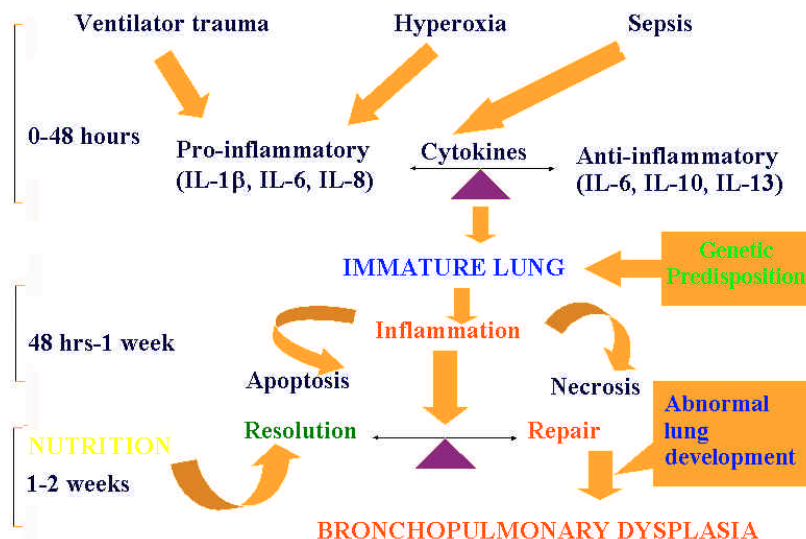 Ventilator trauma
Hyperoxia
Sepsis
0-48 hours
Pro-inflammatory
(IL-1β, IL-6, IL-8)
Cytokines
Anti-inflammatory
(IL-6, IL-10, IL-13)
IMMATURE LUNG
Genetic
Predisposition
48 hrs-1 week
Inflammation
Apoptosis
Necrosis
Abnormal
lung
development
NUTRITION
Resolution
Repair
1-2 weeks
BRONCHOPULMONARY DYSPLASIA